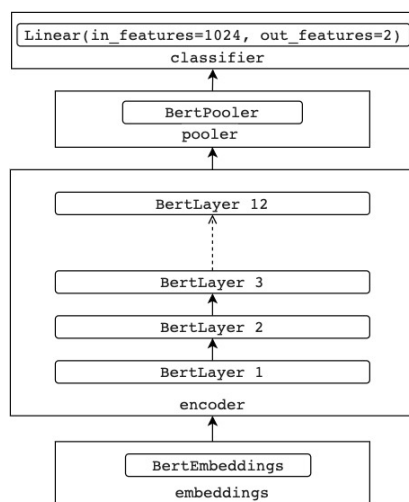 Linear(in_features=1024, out_features=2)
classifier
BertPooler
pooler
BertLayer 12
BertLayer 3
BertLayer 2
BertLayer 1
encoder
BertEmbeddings
embeddings